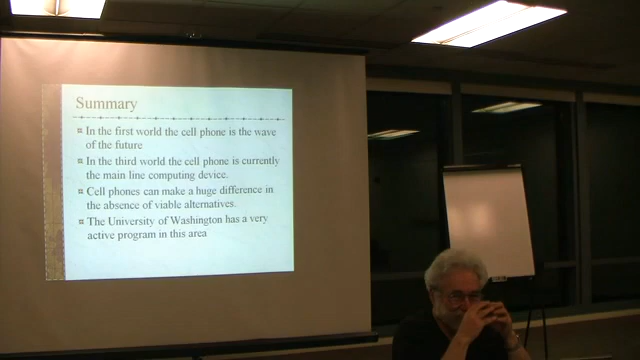 Summary
In the first world the cell phone is the wave
of the future
In the third world the cell phone is currently
the main line computing device.
Cell phones can make a huge difference in
the absence of viable alternatives.
The University of Washington has a very
active program in this area